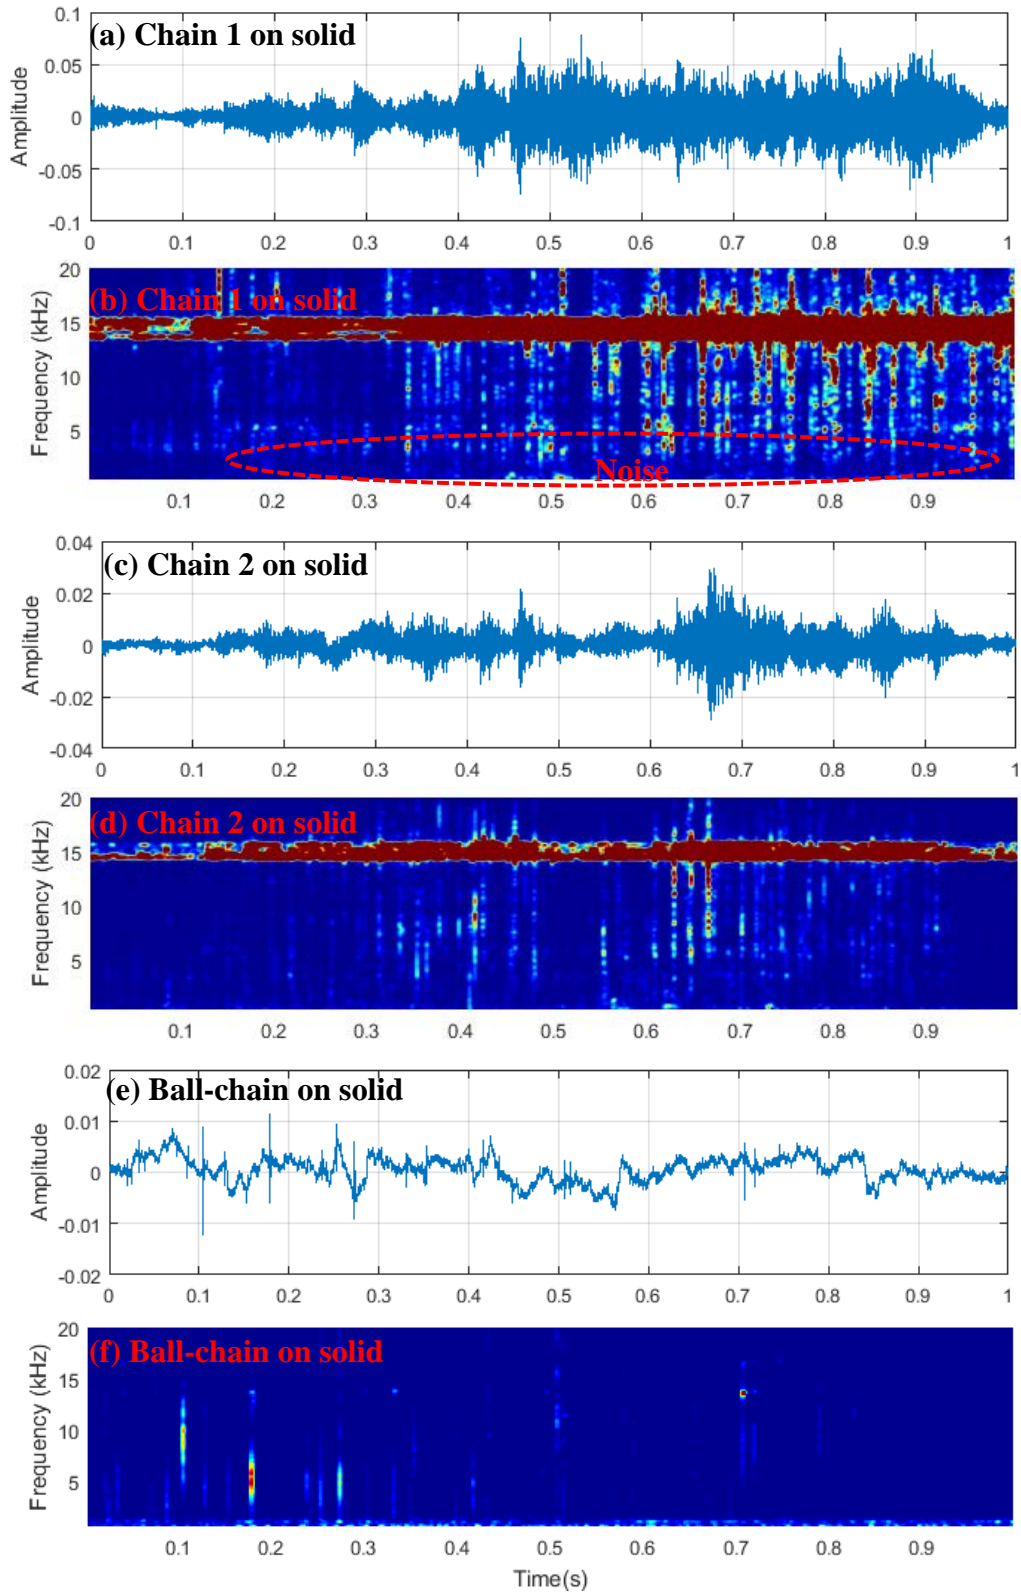 (a) Chain 1 on solid
0.1
0.05
0
-0.05
-0.1
Amplitude
0 0.1 0.2 0.3 0.4 0.5 0.6 0.7 0.8 0.9 1
(b) Chain 1 on solid
20
15
10
5
Frequency (kHz)
Noise
0.1 0.2 0.3 0.4 0.5 0.6 0.7 0.8 0.9
(c) Chain 2 on solid
0.04
0.02
0
-0.02
-0.04
Amplitude
0 0.1 0.2 0.3 0.4 0.5 0.6 0.7 0.8 0.9 1
(d) Chain 2 on solid
20
15
10
5
Frequency (kHz)
0.1 0.2 0.3 0.4 0.5 0.6 0.7 0.8 0.9
(e) Ball-chain on solid
0.02
0.01
0
-0.01
-0.02
Amplitude
0 0.1 0.2 0.3 0.4 0.5 0.6 0.7 0.8 0.9 1
(f) Ball-chain on solid
20
15
10
5
Frequency (kHz)
0.1 0.2 0.3 0.4 0.5 0.6 0.7 0.8 0.9
Time(s)